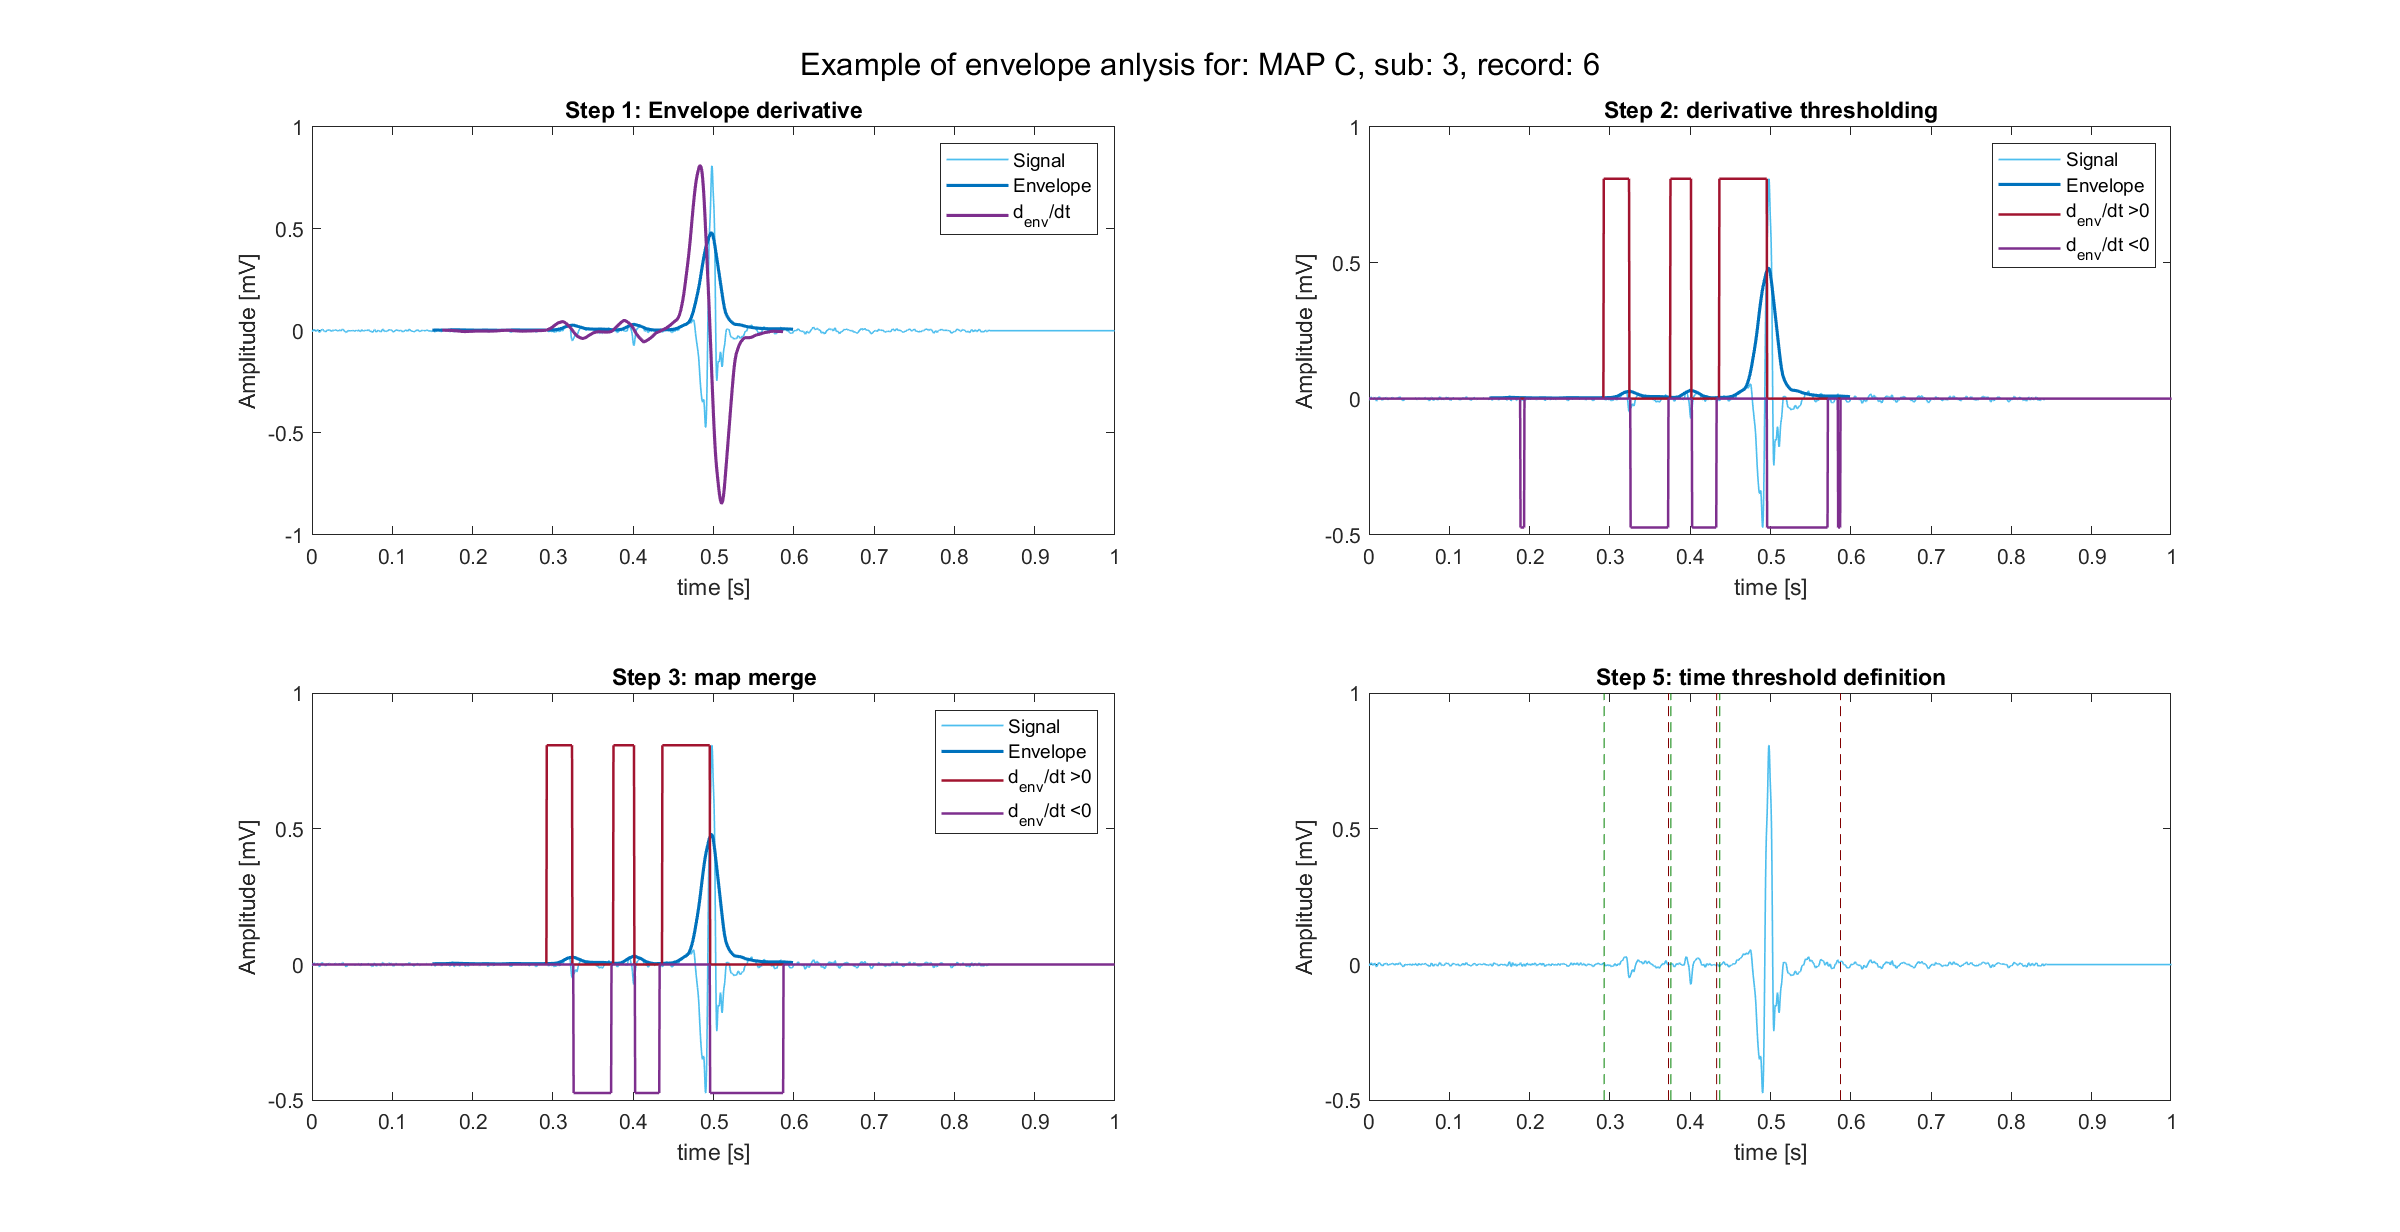 Example of envelope anlysis for: MAP C, sub: 3, record: 6
Step 1: Envelope derivative
1
0.5
0
-0.5
-1
Amplitude [mV]
0 0.1 0.2 0.3 0.4 0.5 0.6 0.7 0.8 0.9 1
time [s]
Signal
Envelope
d_env/dt
Step 2: derivative thresholding
1
0.5
0
-0.5
Amplitude [mV]
0 0.1 0.2 0.3 0.4 0.5 0.6 0.7 0.8 0.9 1
time [s]
Signal
Envelope
d_env/dt >0
d_env/dt <0
Step 3: map merge
1
0.5
0
-0.5
Amplitude [mV]
0 0.1 0.2 0.3 0.4 0.5 0.6 0.7 0.8 0.9 1
time [s]
Signal
Envelope
d_env/dt >0
d_env/dt <0
Step 5: time threshold definition
1
0.5
0
-0.5
Amplitude [mV]
0 0.1 0.2 0.3 0.4 0.5 0.6 0.7 0.8 0.9 1
time [s]